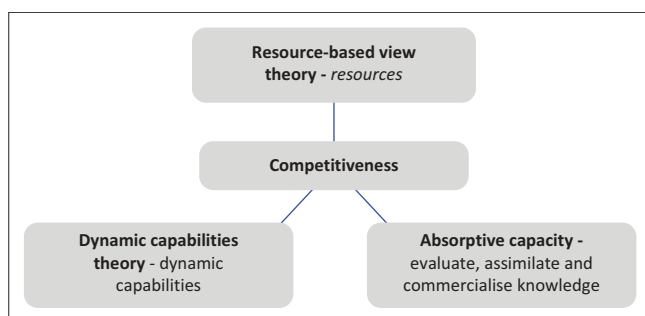 Resource-based view
theory - resources
Competitiveness
Dynamic capabilities
theory - dynamic
capabilities
Absorptive capacity -
evaluate, assimilate and
commercialise knowledge